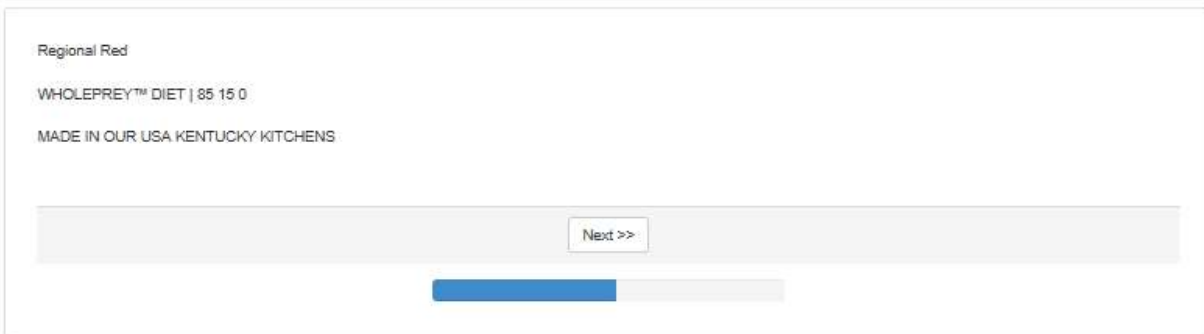 Regional Red
WHOLEPREY™ DIET | 85 15 0
MADE IN OUR USA KENTUCKY KITCHENS
Next >>